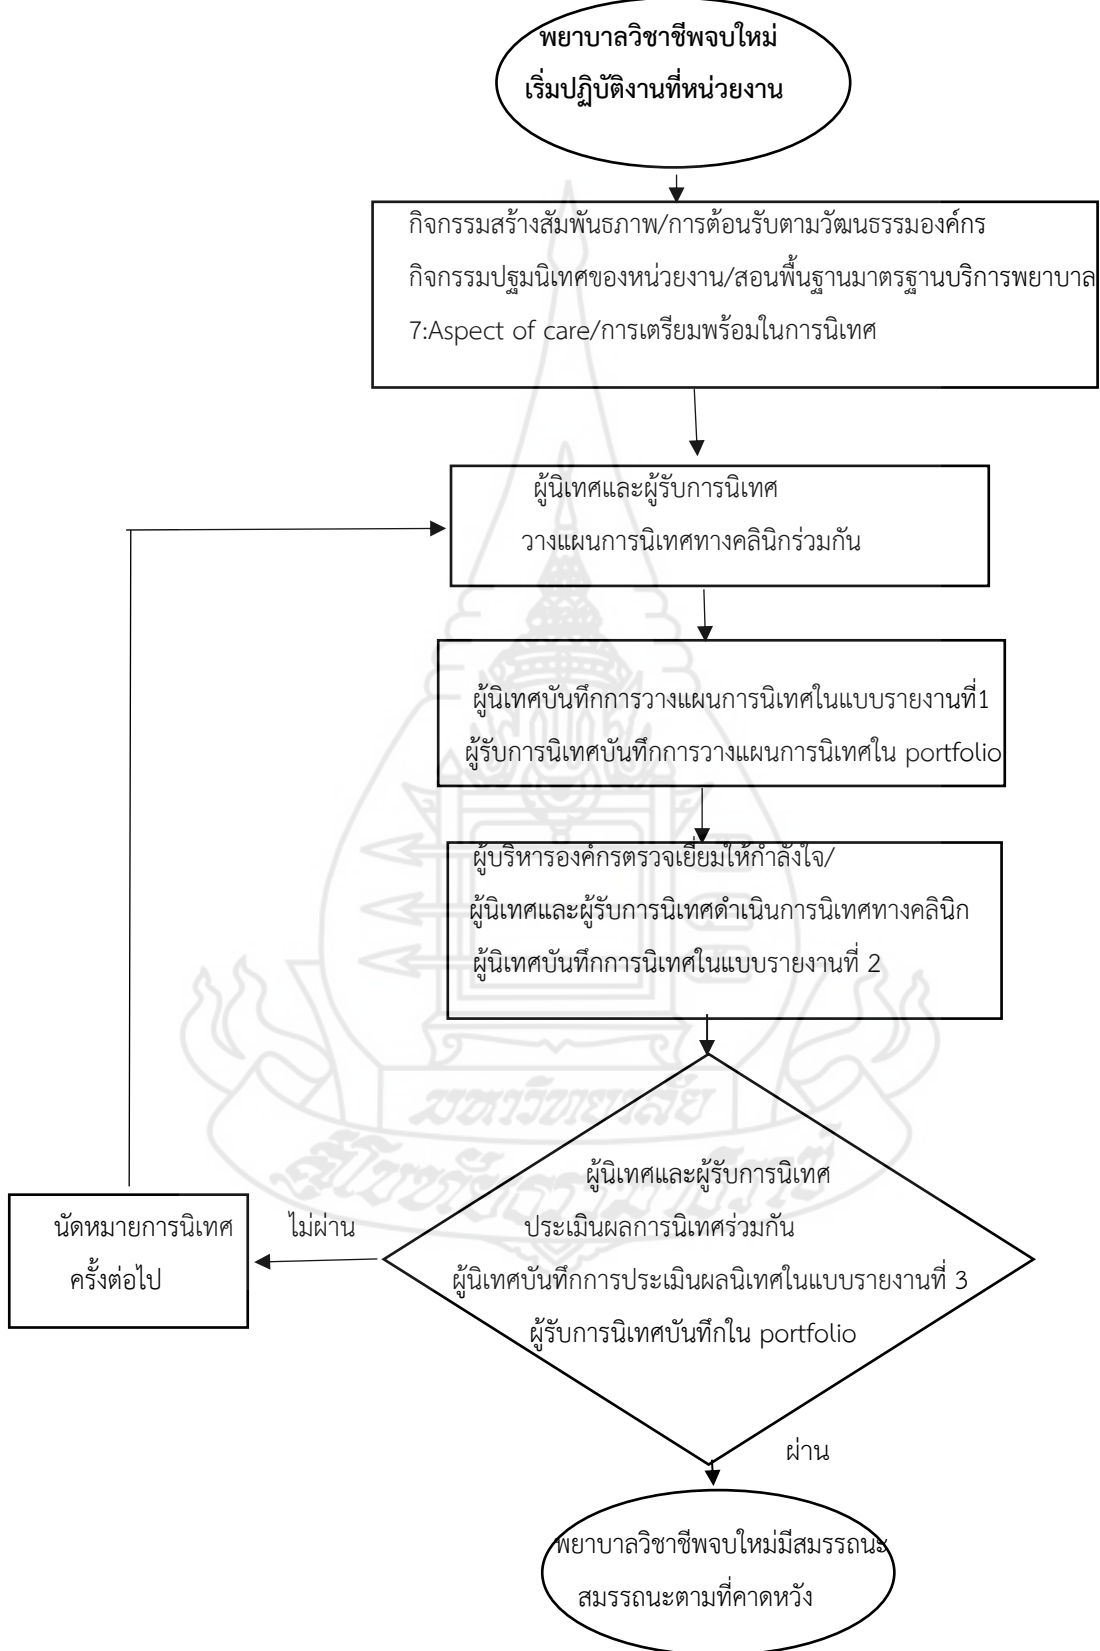 พยาบาลวิชาชีพจบใหม่
เริ่มปฏิบัติงานที่หน่วยงาน
กิจกรรมสร้างสัมพันธภาพ/การต้อนรับตามวัฒนธรรมองค์กร
กิจกรรมปฐมนิเทศของหน่วยงาน/สอนพื้นฐานมาตรฐานบริการพยาบาล
7:Aspect of care/การเตรียมพร้อมในการนิเทศ
ผู้นิเทศและผู้รับการนิเทศ
วางแผนการนิเทศทางคลินิกร่วมกัน
ผู้นิเทศบันทึกการวางแผนการนิเทศในแบบรายงานที่1
ผู้รับการนิเทศบันทึกการวางแผนการนิเทศใน portfolio
ผู้บริหารองค์กรตรวจเยี่ยมให้กำลังใจ/
ผู้นิเทศและผู้รับการนิเทศดำเนินการนิเทศทางคลินิก
ผู้นิเทศบันทึกการนิเทศในแบบรายงานที่ 2
มหาวิทยาลัย
สุโขทัยธรรมาธิราช
ผู้นิเทศและผู้รับการนิเทศ
ประเมินผลการนิเทศร่วมกัน
ผู้นิเทศบันทึกการประเมินผลนิเทศในแบบรายงานที่ 3
ผู้รับการนิเทศบันทึกใน portfolio
ไม่ผ่าน
นัดหมายการนิเทศ
ครั้งต่อไป
ผ่าน
พยาบาลวิชาชีพจบใหม่มีสมรรถนะ
สมรรถนะตามที่คาดหวัง